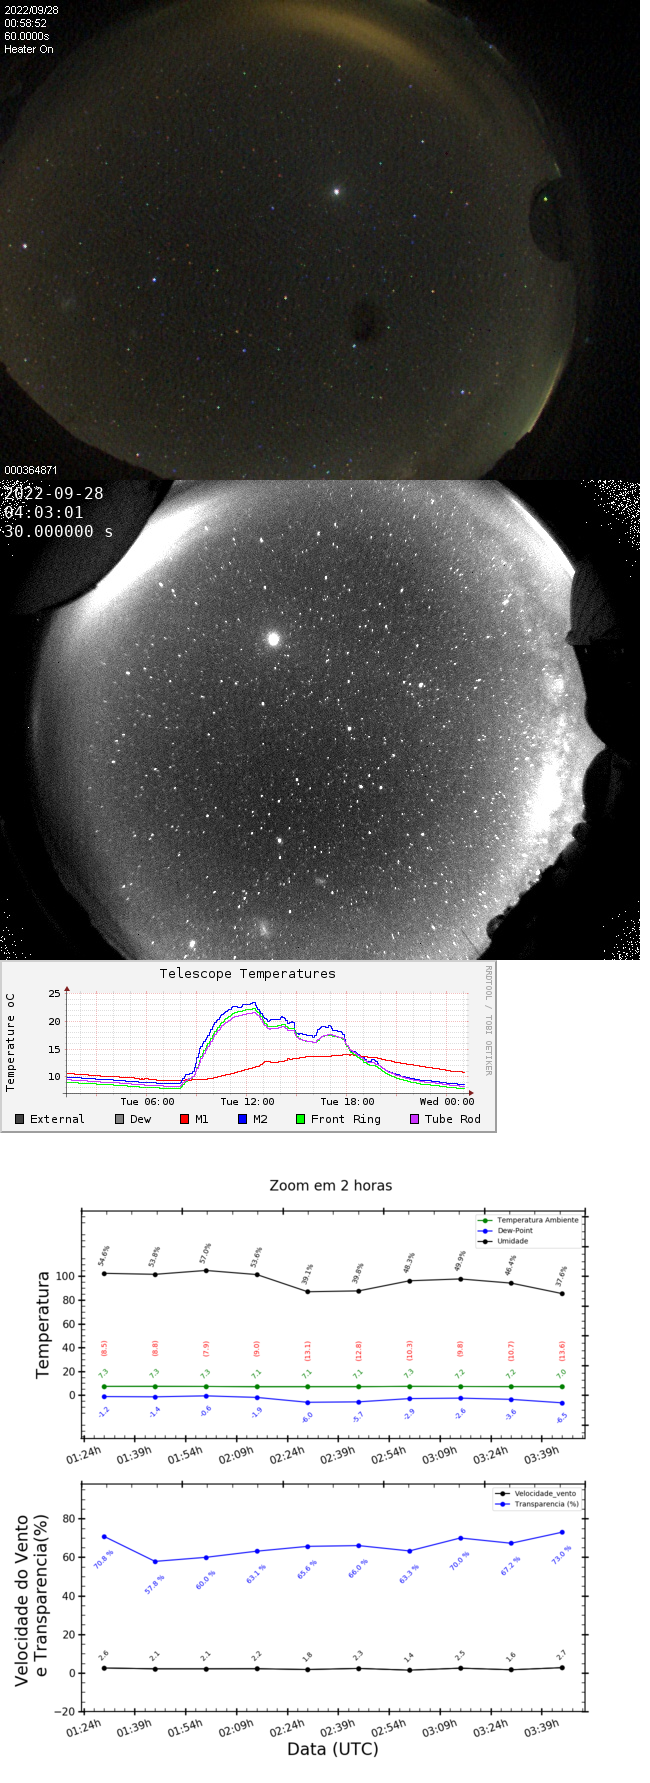 2022/09/28
00:58:52
60.0000s
Heater On
000364871
2022-09-28
04:03:01
30.000000 s
Telescope Temperatures
RRDTOOL / TOBI OETIKER
Temperature oC
25
20
15
10
Tue 06:00 Tue 12:00 Tue 18:00 Wed 00:00
External Dew M1 M2 Front Ring Tube Rod
Zoom em 2 horas
Temperatura Ambiente
Dew-Point
Umidade
Temperatura
100
80
60
40
20
0
54.6% 53.8% 57.0% 53.6% 39.1% 39.8% 48.3% 49.9% 46.4% 37.6%
(8.5) (8.8) (7.9) (9.0) (13.1) (12.8) (10.3) (9.8) (10.7) (13.6)
7.3 7.3 7.3 7.1 7.1 7.1 7.3 7.2 7.2 7.0
-1.2 -1.4 -0.6 -1.9 -6.0 -5.7 -2.9 -2.6 -3.6 -6.5
01:24h 01:39h 01:54h 02:09h 02:24h 02:39h 02:54h 03:09h 03:24h 03:39h
Velocidade_vento
Transparencia (%)
Velocidade do Vento
e Transparencia(%)
80
60
40
20
0
−20
70.8 % 57.8 % 60.0 % 63.1 % 65.6 % 66.0 % 63.3 % 70.0 % 67.2 % 73.0 %
2.6 2.1 2.1 2.2 1.8 2.3 1.4 2.5 1.6 2.7
01:24h 01:39h 01:54h 02:09h 02:24h 02:39h 02:54h 03:09h 03:24h 03:39h
Data (UTC)